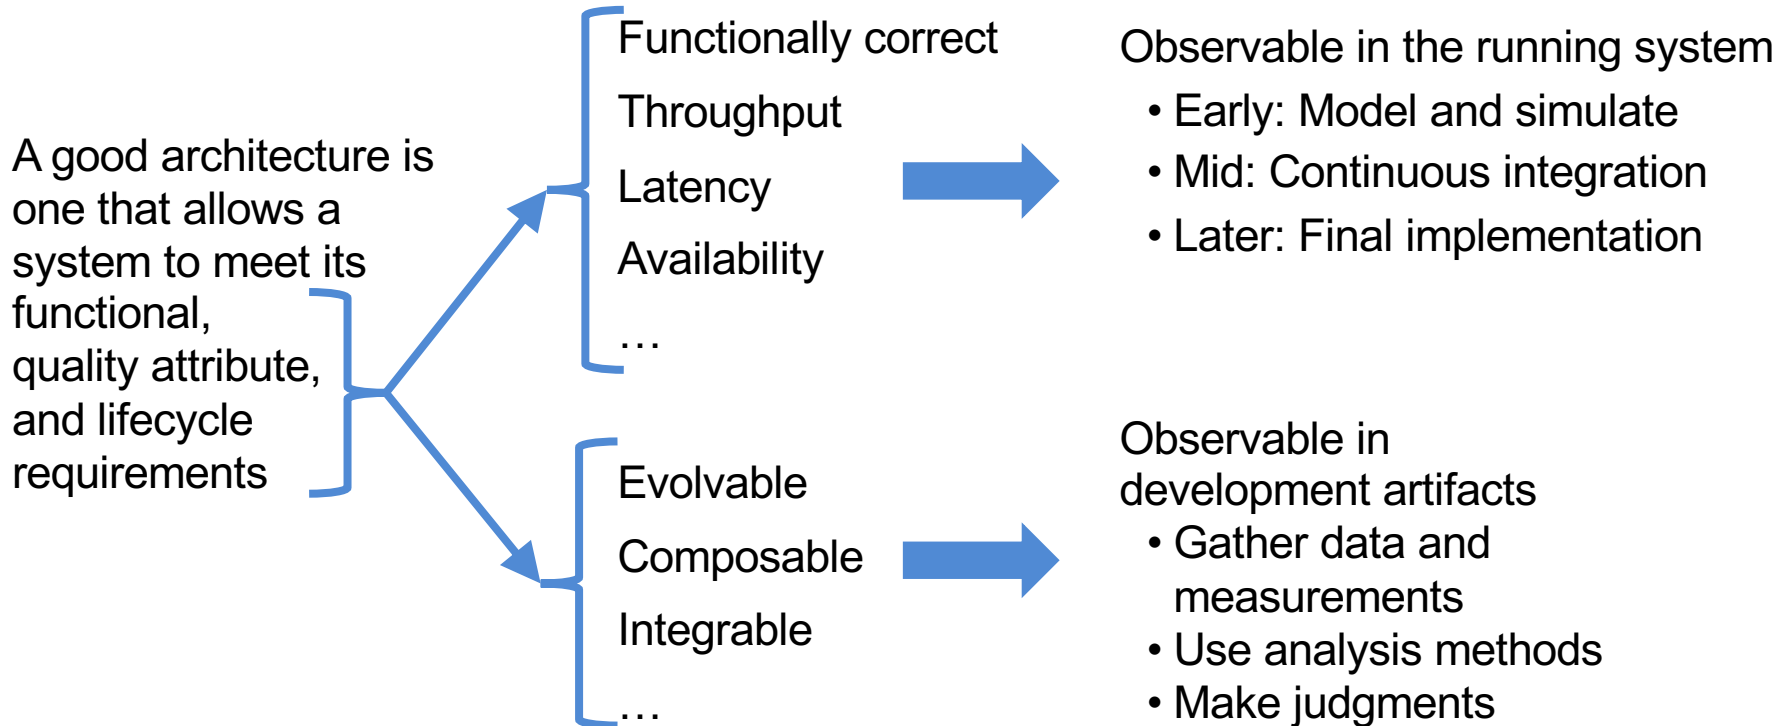 A good architecture is
one that allows a
system to meet its
functional,
quality attribute,
and lifecycle
requirements
Functionally correct
Throughput
Latency
Availability
…
Observable in the running system
• Early: Model and simulate
• Mid: Continuous integration
• Later: Final implementation
Evolvable
Composable
Integrable
…
Observable in
development artifacts
• Gather data and
measurements
• Use analysis methods
• Make judgments